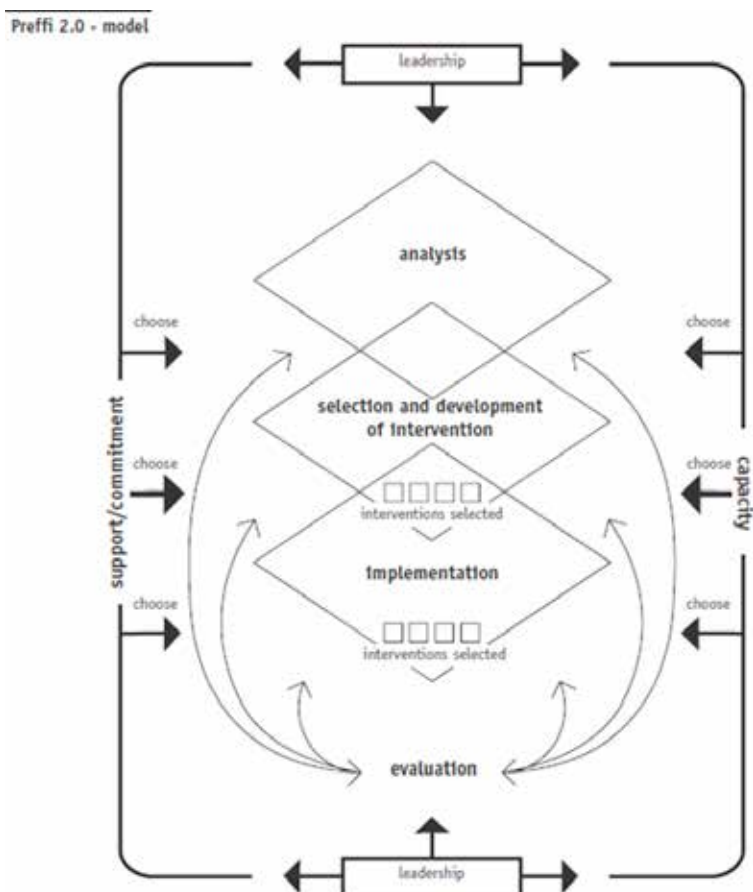 Preffi 2.0 - model
leadership
analysis
choose
choose
selection and development
of intervention
support/commitment
capacity
choose
choose
interventions selected
implementation
choose
choose
interventions selected
evaluation
leadership